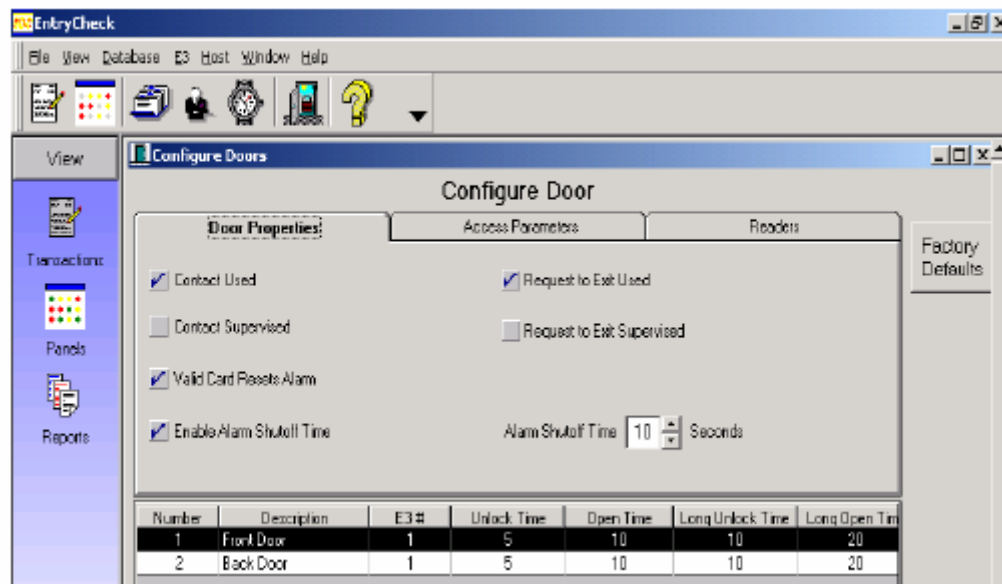 EntryCheck
File View Database E3 Host Window Help
View
Configure Doors
Configure Door
Door Properties Access Parameters Readers
Factory
Defaults
Transactions
Contact Used Request to Exit Used
Contact Supervised Request to Exit Supervised
Panels
Valid Card Resets Alarm
Enable Alarm Shutoff Time Alarm Shutoff Time 10 Seconds
Reports
Number Description E3 # Unlock Time Open Time Long Unlock Time Long Open Tim
1 Front Door 1 5 10 10 20
2 Back Door 1 5 10 10 20